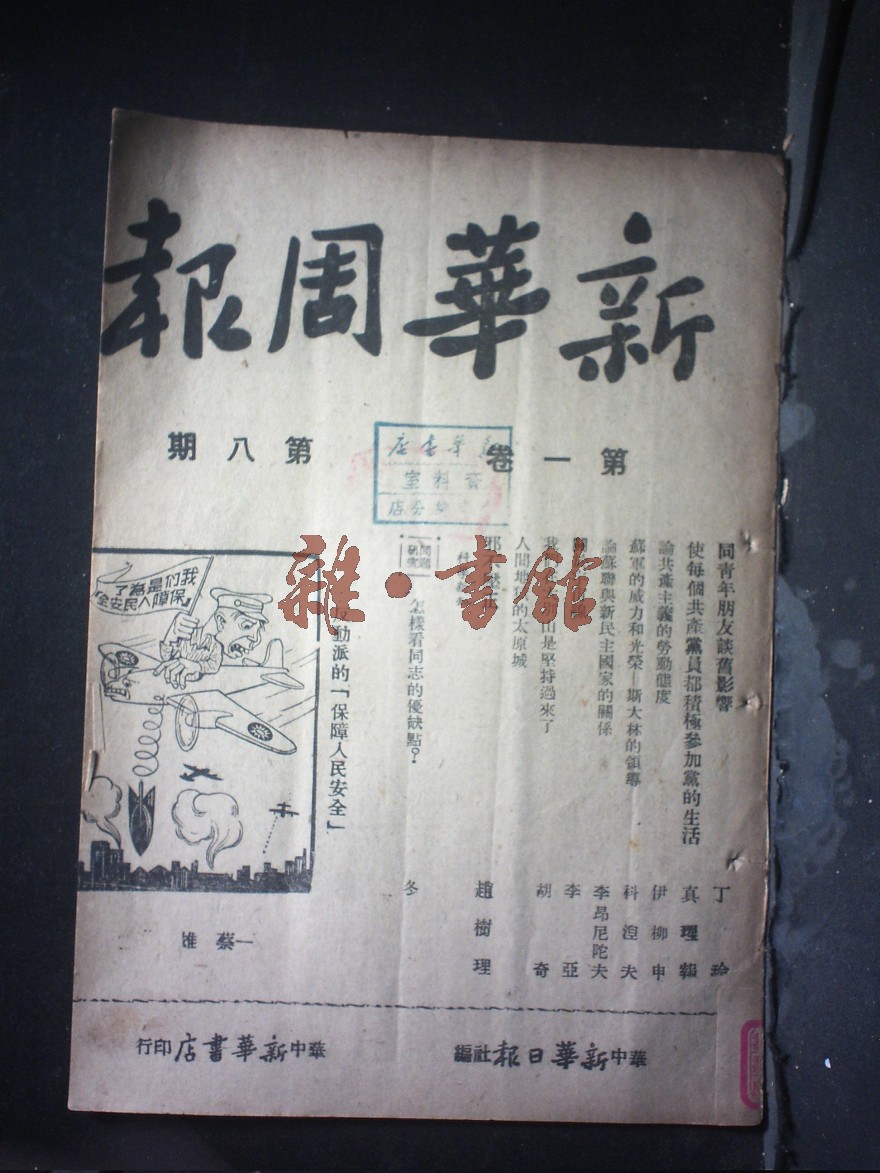 新華周報
第一卷
第八期
新華書店
資料室
同青年朋友談舊影響
丁玲
使每個共產黨員都積極參加黨的生活
真理報
論共產主義的勞動態度
伊柳申
蘇軍的威力和光榮—斯大林的領導
科湼夫
論蘇聯與新民主國家的關係
李昂尼陀夫
李亞
是堅持過來了
胡奇
人間地獄的太原城
趙樹理
問題研究
怎樣看同志的優缺點?
冬
反動派的「保障人民安全」
我們是為了
「保障人民安全」
一蔡
雜·書館
華中新華日報社編
華中新華書店印行